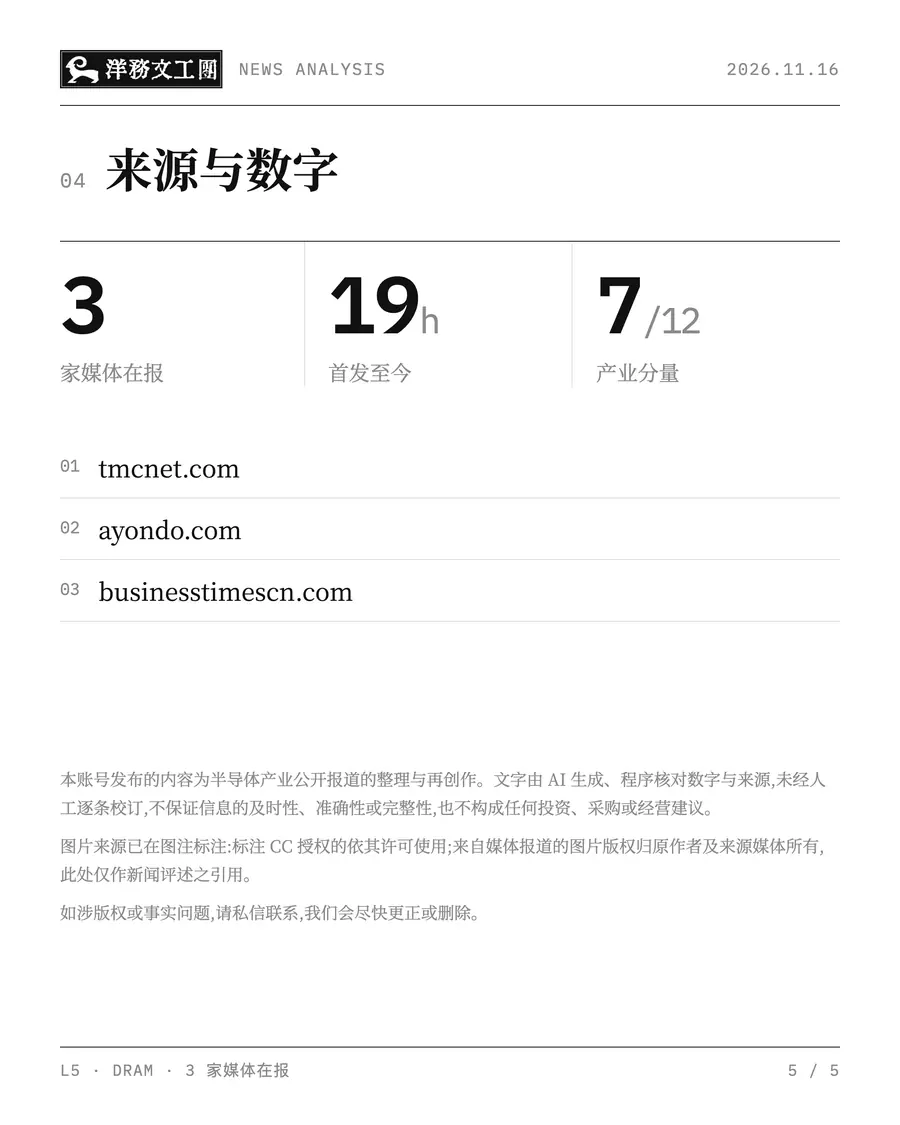 洋務文工團 NEWS ANALYSIS 2026.11.16
04 来源与数字
3 19h 7/12
家媒体在报 首发至今 产业分量
01 tmcnet.com
02 ayondo.com
03 businesstimescn.com
本账号发布的内容为半导体产业公开报道的整理与再创作。文字由 AI 生成、程序核对数字与来源,未经人
工逐条校订,不保证信息的及时性、准确性或完整性,也不构成任何投资、采购或经营建议。
图片来源已在图注标注:标注 CC 授权的依其许可使用;来自媒体报道的图片版权归原作者及来源媒体所有,
此处仅作新闻评述之引用。
如涉版权或事实问题,请私信联系,我们会尽快更正或删除。
L5 · DRAM · 3 家媒体在报 5 / 5